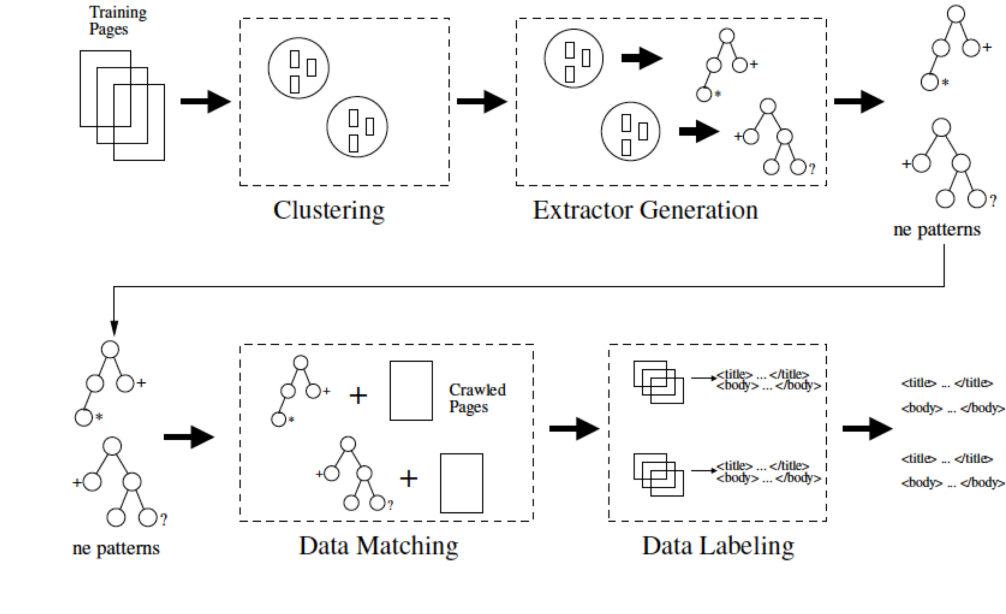 Training
Pages
+
*
+
?
Clustering
Extractor Generation
+
*
+
?
ne patterns
+
*
+
?
ne patterns
+
*
+
Crawled
Pages
+
?
+
Data Matching
<title> ... </title>
<body> ... </body>
<title> ... </title>
<body> ... </body>
Data Labeling
<title> ... </title>
<body> ... </body>
<title> ... </title>
<body> ... </body>